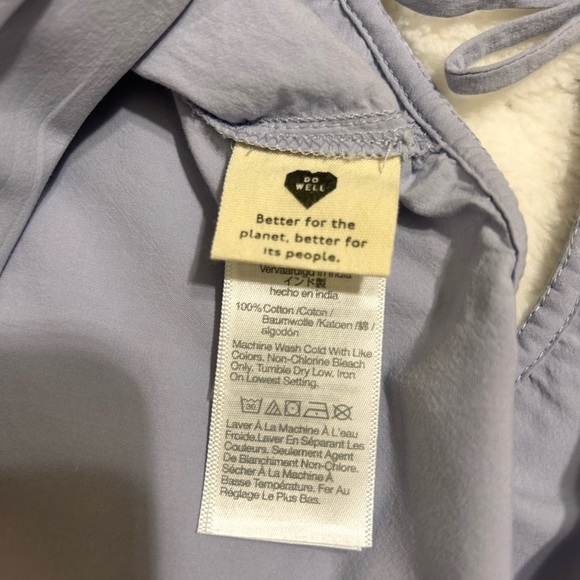 DO
WELL
Better for the
planet, better for
its people.
Vervaardigd in India
インド製
hecho en india
100% Cotton /Coton /
Baumwolle /Katoen /綿 /
algodón
Machine Wash Cold With Like
Colors. Non-Chlorine Bleach
Only. Tumble Dry Low. Iron
On Lowest Setting.
30
Laver À La Machine À L'eau
Froide.Laver En Séparant Les
Couleurs. Seulement Agent
De Blanchiment Non-Chlore.
Sécher À La Machine À
Basse Température. Fer Au
Réglage Le Plus Bas.